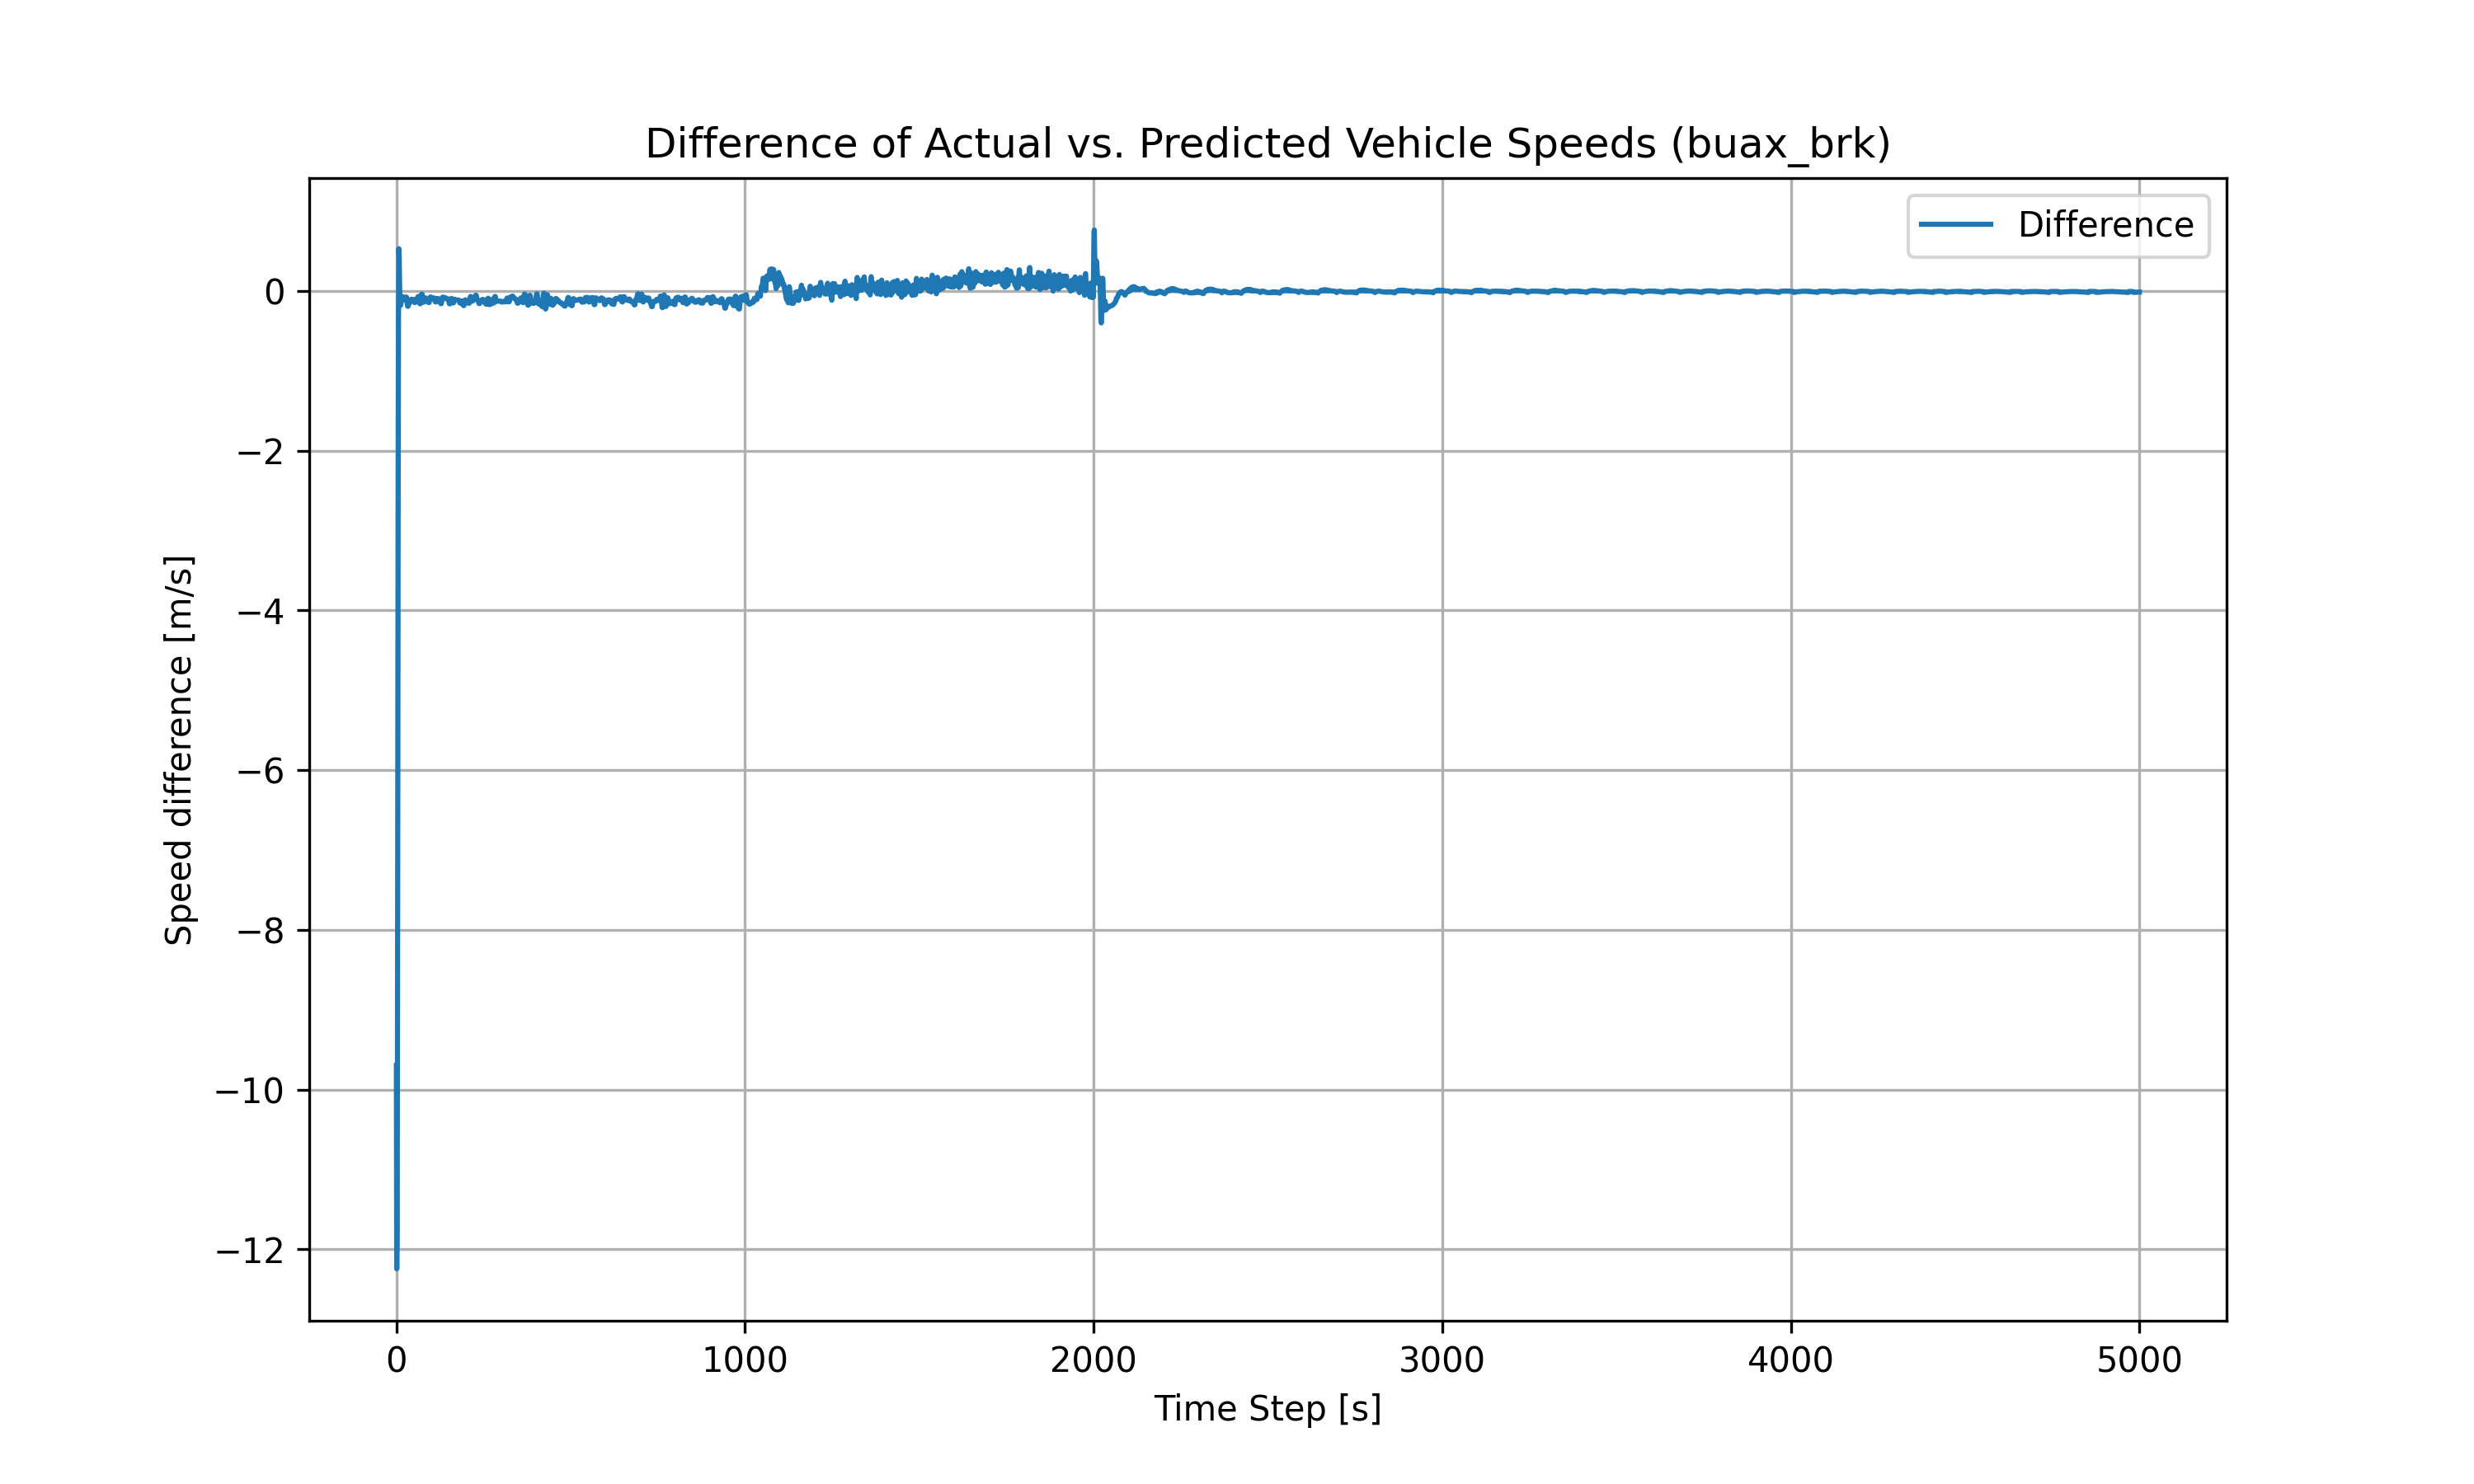 Difference of Actual vs. Predicted Vehicle Speeds (buax_brk)
Difference
0
−2
−4
−6
−8
−10
−12
Speed difference [m/s]
0 1000 2000 3000 4000 5000
Time Step [s]